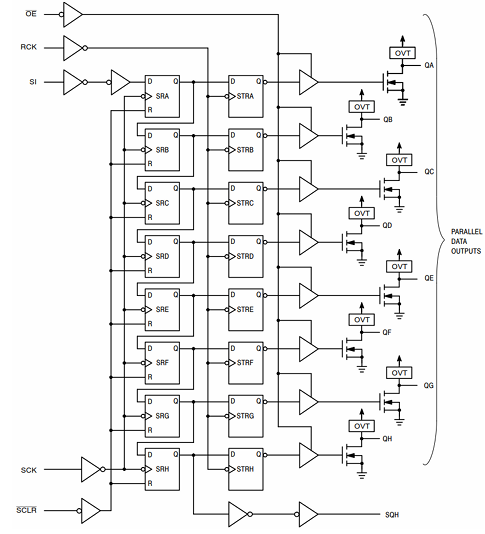 OE
RCK
SI
OVT
QA
D Q
SRA
R
D Q
STRA
OVT
QB
D Q
SRB
R
D Q
STRB
OVT
QC
D Q
SRC
R
D Q
STRC
OVT
QD
D Q
SRD
R
D Q
STRD
PARALLEL
DATA
OUTPUTS
OVT
QE
D Q
SRE
R
D Q
STRE
OVT
QF
D Q
SRF
R
D Q
STRF
OVT
QG
D Q
SRG
R
D Q
STRG
OVT
QH
D Q
SRH
R
D Q
STRH
SCK
SCLR
SQH